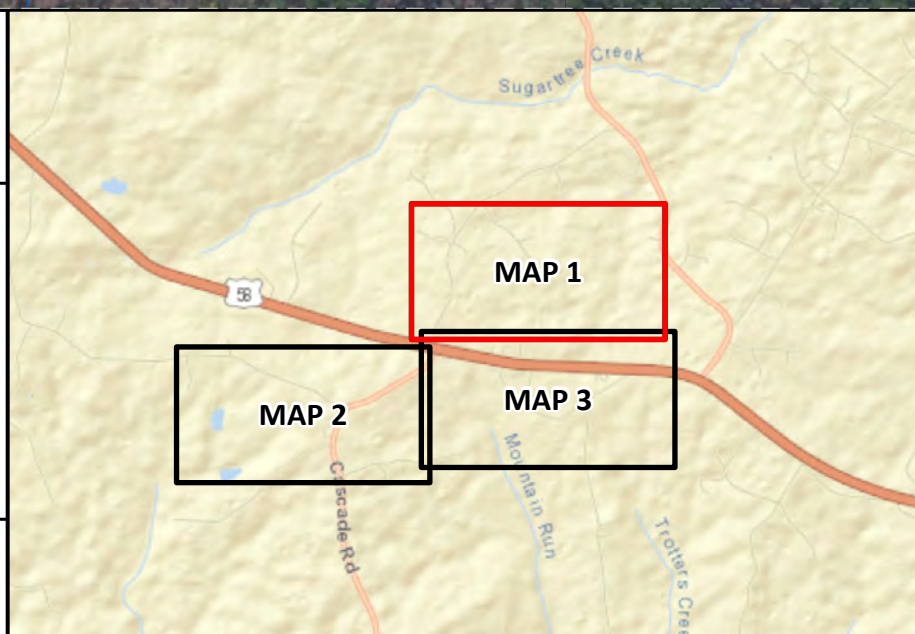 Sugartree Creek
MAP 1
58
MAP 2
MAP 3
Mountain Run
Cascade Rd
Trotters Cree